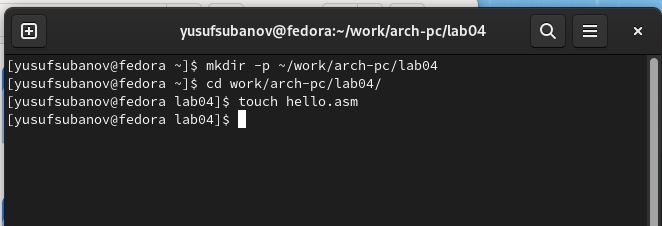 yusufsubanov@fedora:~/work/arch-pc/lab04
[yusufsubanov@fedora ~]$ mkdir -p ~/work/arch-pc/lab04
[yusufsubanov@fedora ~]$ cd work/arch-pc/lab04/
[yusufsubanov@fedora lab04]$ touch hello.asm
[yusufsubanov@fedora lab04]$